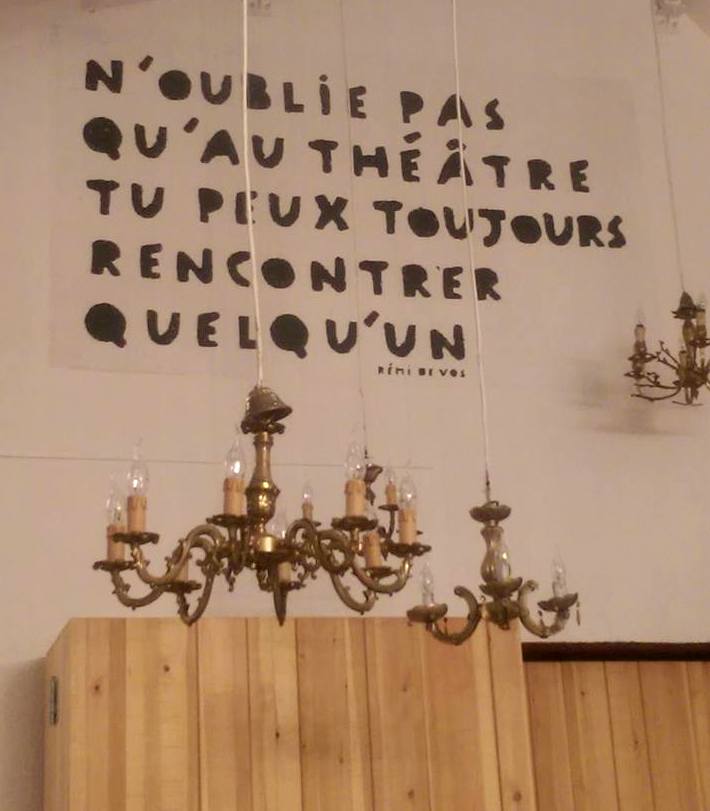 N'OUBLIE PAS
QU'AU THÉÂTRE
TU PEUX TOUJOURS
RENCONTRER
QUELQU'UN
RÉMI DE VOS